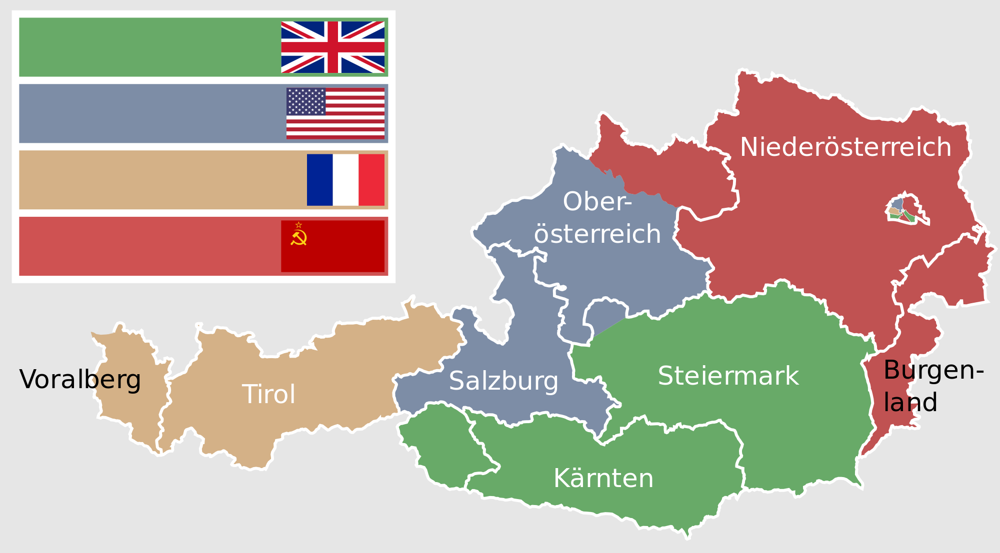 Niederösterreich
Ober-
österreich
Voralberg
Tirol
Salzburg
Steiermark
Burgen-
land
Kärnten